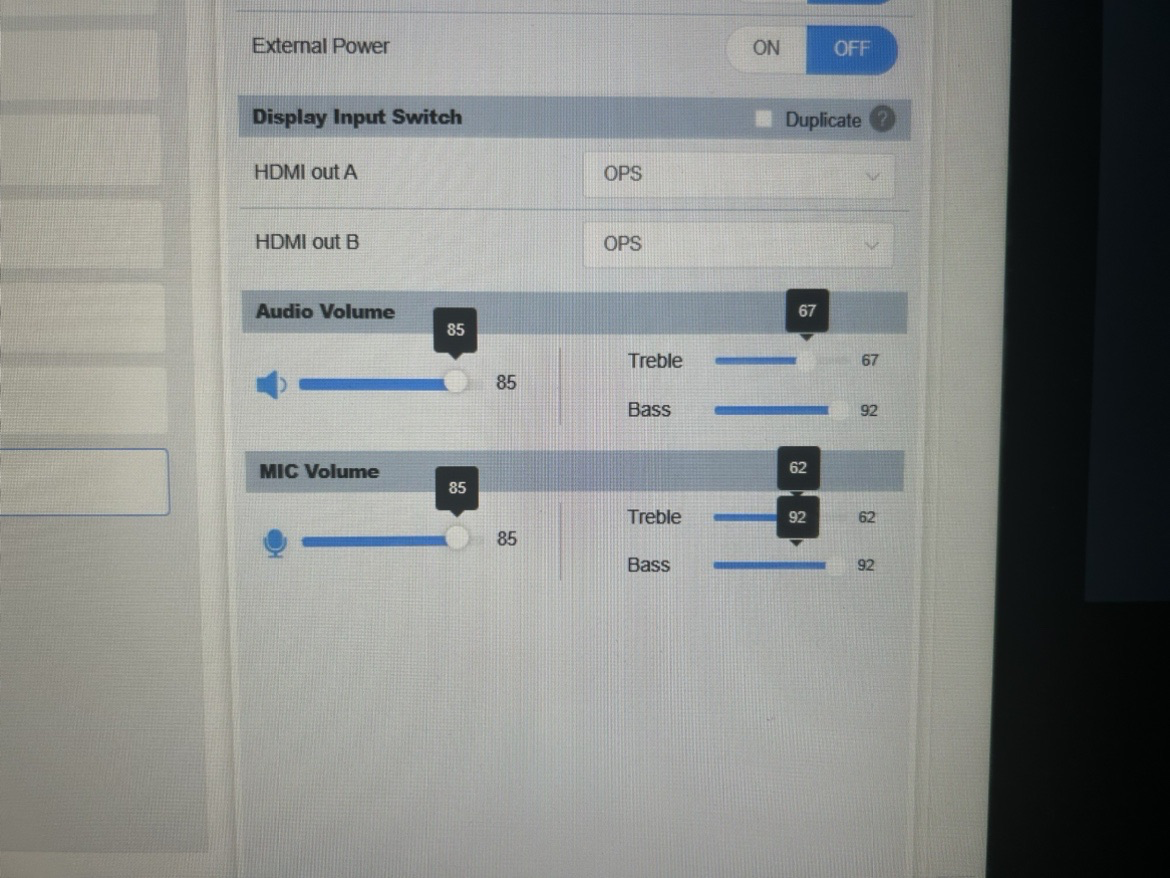 External Power
ON OFF
Display Input Switch Duplicate ?
HDMI out A OPS
HDMI out B OPS
Audio Volume
67
85
Treble 67
85
Bass 92
MIC Volume
62
85
Treble 92 62
85
Bass 92